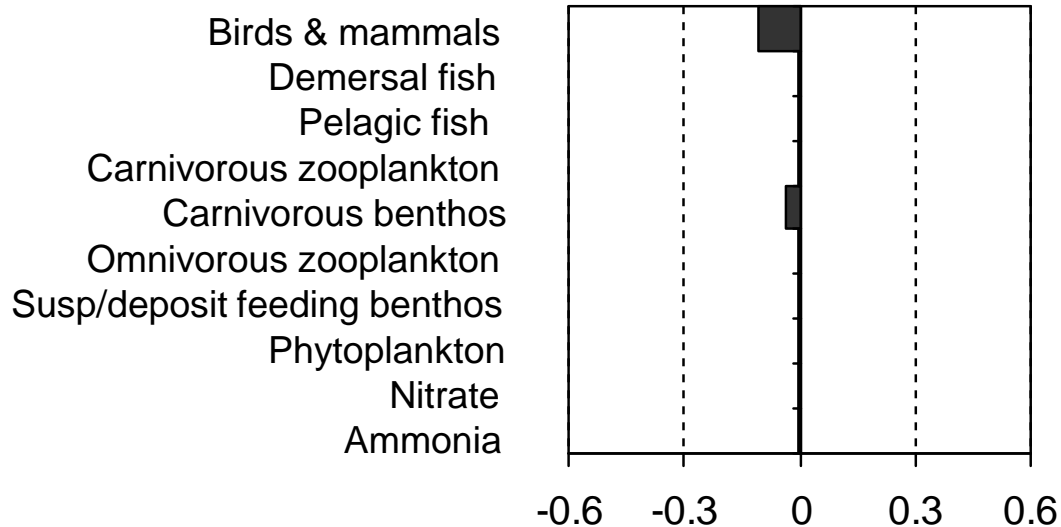 Birds & mammals
Demersal fish
Pelagic fish
Carnivorous zooplankton
Carnivorous benthos
Omnivorous zooplankton
Susp/deposit feeding benthos
Phytoplankton
Nitrate
Ammonia
-0.6 -0.3 0 0.3 0.6